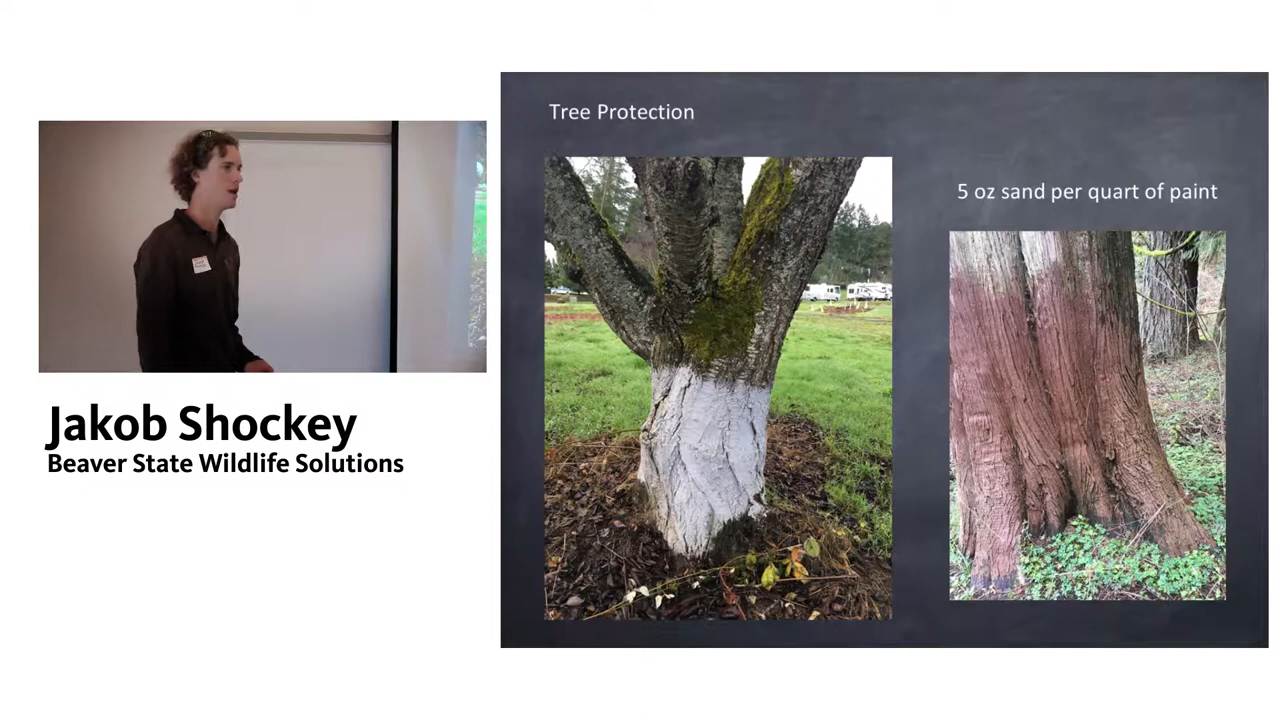 Tree Protection
5 oz sand per quart of paint
Jakob Shockey
Beaver State Wildlife Solutions